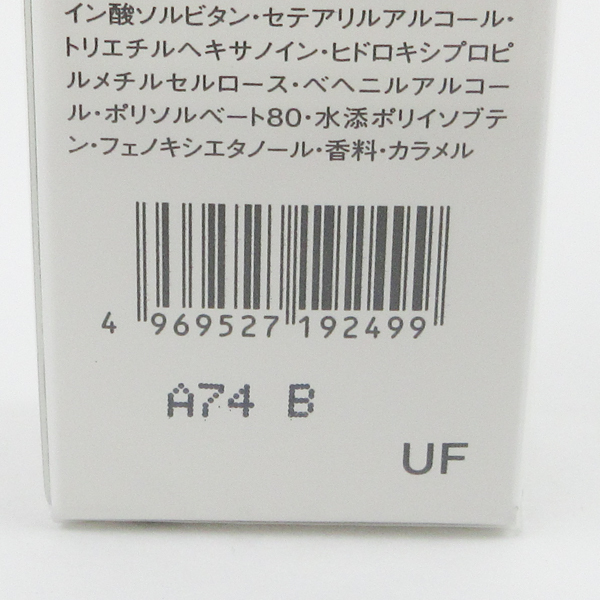 イン酸ソルビタン・セテアリルアルコール・
トリエチルヘキサノイン・ヒドロキシプロピ
ルメチルセルロース・ベヘニルアルコー
ル・ポリソルベート80・水添ポリイソブテ
ン・フェノキシエタノール・香料・カラメル
4 969527 192499
A74 B
UF